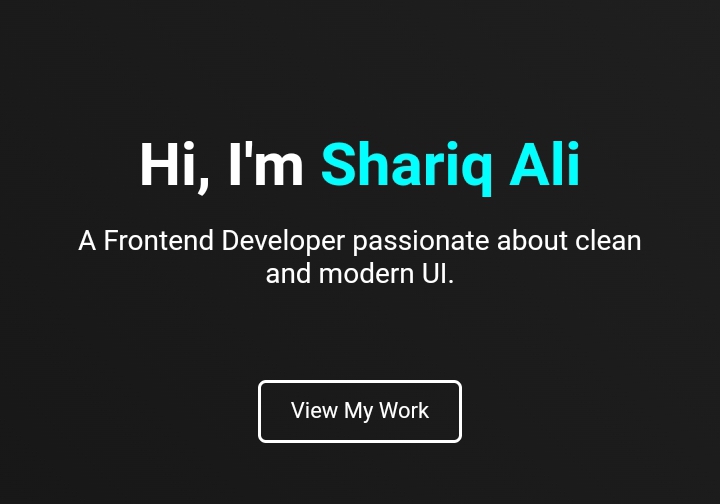 Hi, I'm Shariq Ali
A Frontend Developer passionate about clean
and modern UI.
View My Work